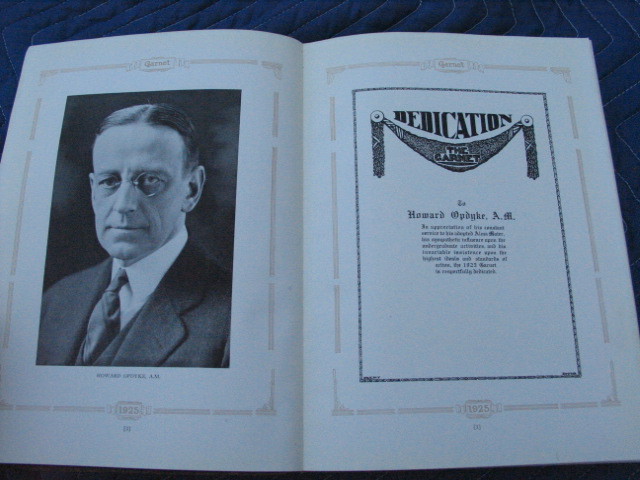 Garnet
HOWARD OPDYKE, A.M.
1925
Garnet
DEDICATION
THE
GARNET
To
Howard Opdyke, A.M.
In appreciation of his constant
service to his adopted Alma Mater,
his sympathetic influence upon the
undergraduate activities, and his
invariable insistence upon the
highest ideals and standards of
action, the 1925 Garnet
is respectfully dedicated.
1925